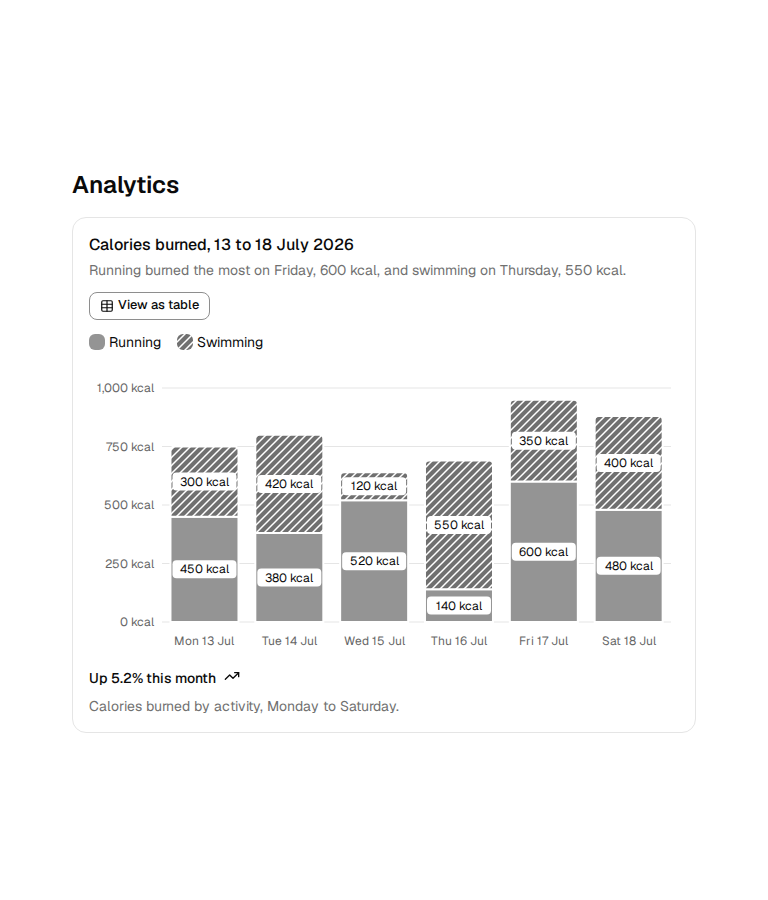 Analytics
Calories burned, 13 to 18 July 2026
Running burned the most on Friday, 600 kcal, and swimming on Thursday, 550 kcal.
View as table
Running Swimming
1,000 kcal
750 kcal
500 kcal
250 kcal
0 kcal
300 kcal
450 kcal
420 kcal
380 kcal
120 kcal
520 kcal
550 kcal
140 kcal
350 kcal
600 kcal
400 kcal
480 kcal
Mon 13 Jul Tue 14 Jul Wed 15 Jul Thu 16 Jul Fri 17 Jul Sat 18 Jul
Up 5.2% this month
Calories burned by activity, Monday to Saturday.